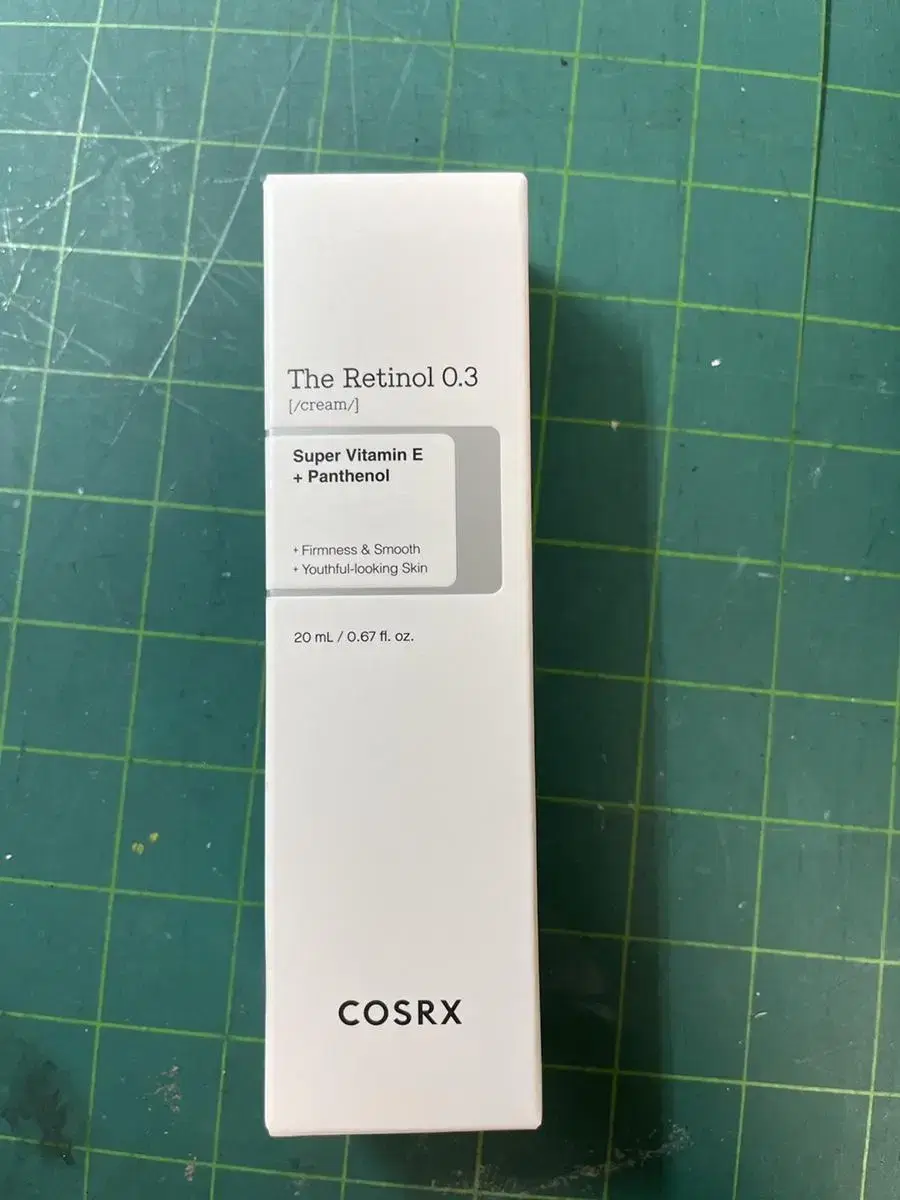 The Retinol 0.3
[/cream/]
Super Vitamin E
+ Panthenol
+ Firmness & Smooth
+ Youthful-looking Skin
20 mL / 0.67 fl. oz.
COSRX